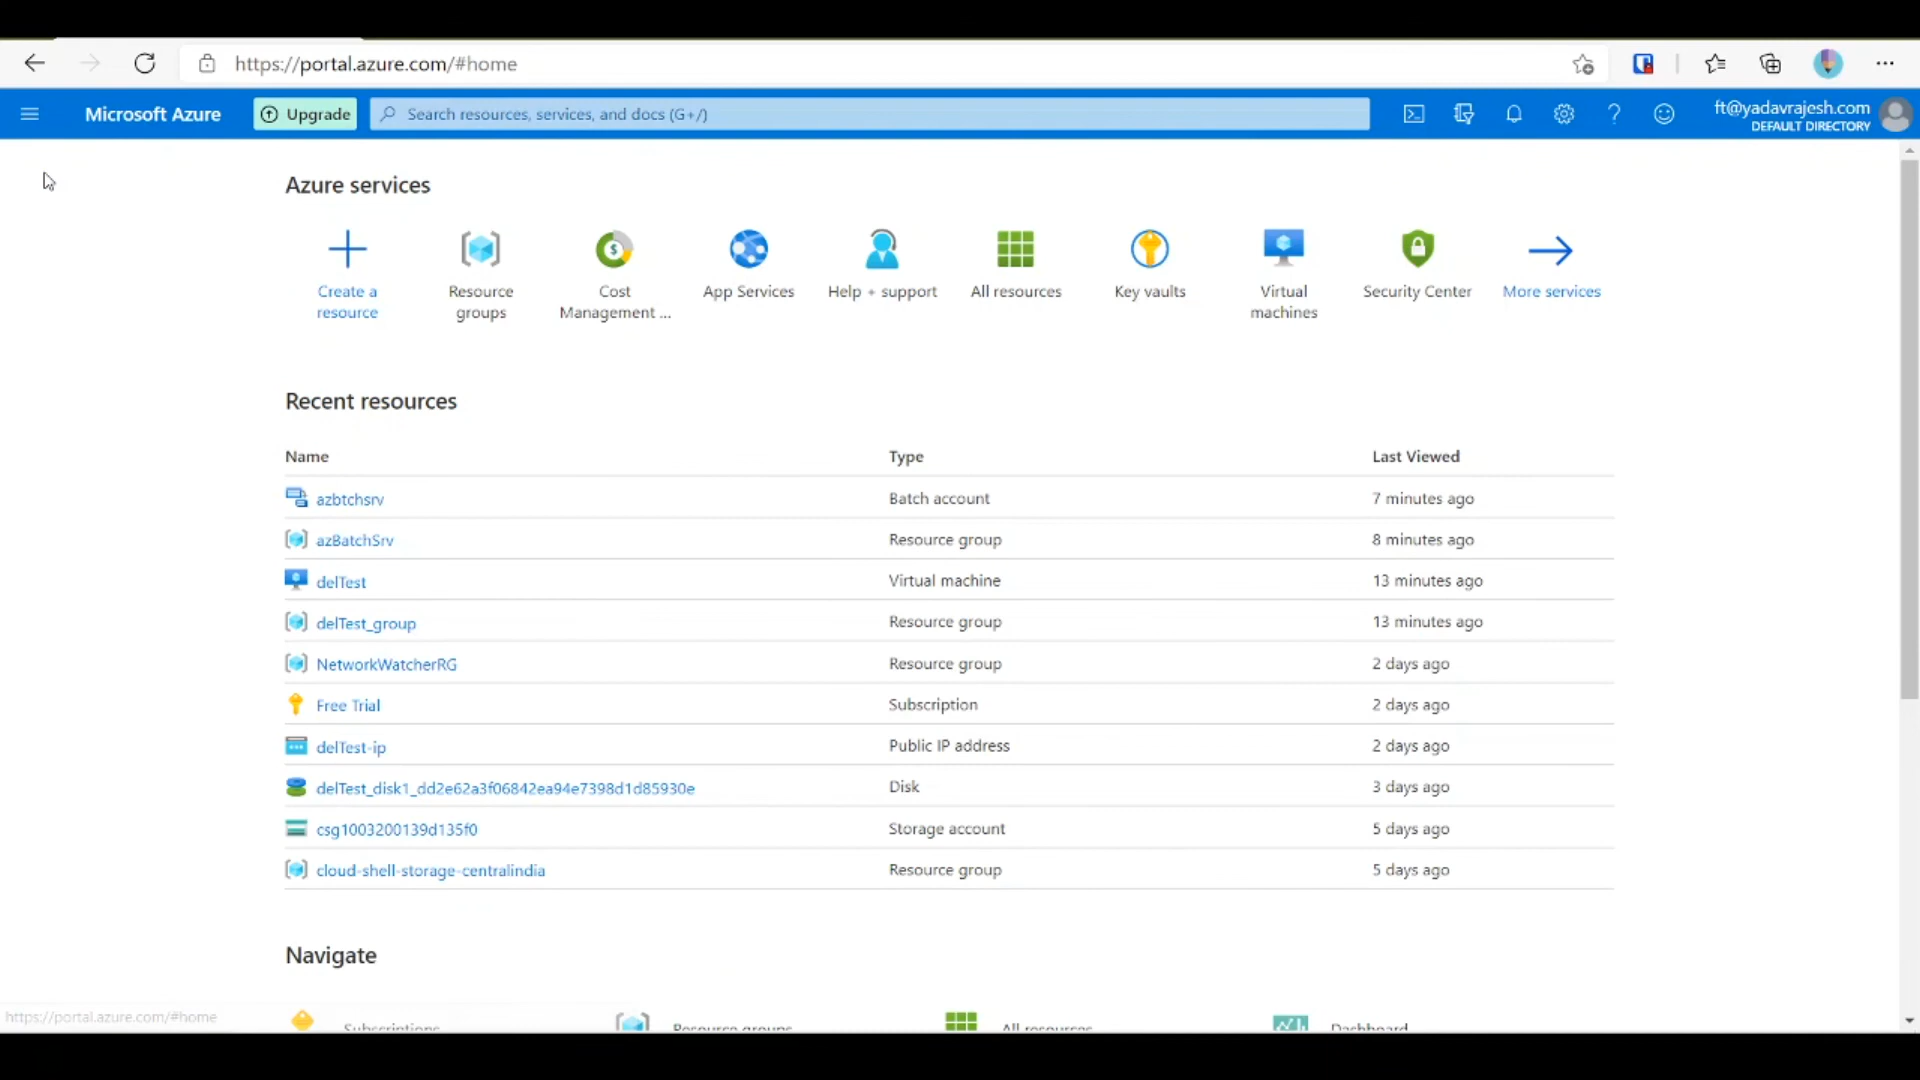 https://portal.azure.com/#home
Microsoft Azure
Upgrade
Search resources, services, and docs (G+/)
ft@yadavrajesh.com
DEFAULT DIRECTORY
Azure services
Create a resource
Resource groups
Cost Management ...
App Services
Help + support
All resources
Key vaults
Virtual machines
Security Center
More services
Recent resources
Name Type Last Viewed
azbtchsrv Batch account 7 minutes ago
azBatchSrv Resource group 8 minutes ago
delTest Virtual machine 13 minutes ago
delTest_group Resource group 13 minutes ago
NetworkWatcherRG Resource group 2 days ago
Free Trial Subscription 2 days ago
delTest-ip Public IP address 2 days ago
delTest_disk1_dd2e62a3f06842ea94e7398d1d85930e Disk 3 days ago
csg1003200139d135f0 Storage account 5 days ago
cloud-shell-storage-centralindia Resource group 5 days ago
Navigate
Subscriptions Resource groups All resources Dashboard
https://portal.azure.com/#home